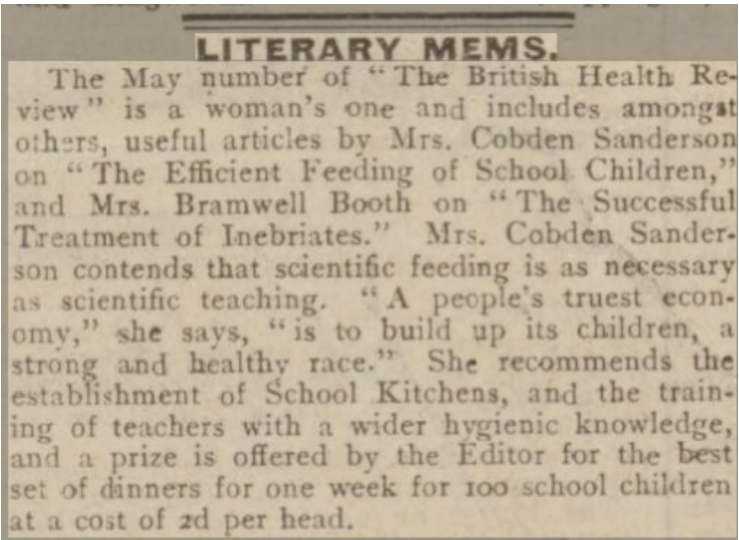 LITERARY MEMS.
The May number of "The British Health Re-
view" is a woman's one and includes amongst
others, useful articles by Mrs. Cobden Sanderson
on "The Efficient Feeding of School Children,"
and Mrs. Bramwell Booth on "The Successful
Treatment of Inebriates." Mrs. Cobden Sander-
son contends that scientific feeding is as necessary
as scientific teaching. "A people's truest econ-
omy," she says, "is to build up its children, a
strong and healthy race." She recommends the
establishment of School Kitchens, and the train-
ing of teachers with a wider hygienic knowledge,
and a prize is offered by the Editor for the best
set of dinners for one week for 100 school children
at a cost of 2d per head.